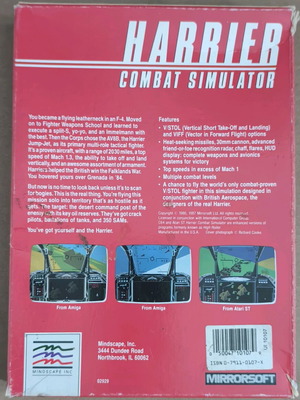 HARRIER
COMBAT SIMULATOR
You became a flying leatherneck in an F-4. Moved
on to Fighter Weapons School and learned to
execute a split-S, yo-yo, and an Immelmann with
the best. Then the Corps chose the AV8B, the Harrier
Jump-Jet, as its primary multi-role tactical fighter.
It's a proven aircraft, with a range of 2030 miles, a top
speed of Mach 1.3, the ability to take off and land
vertically, and an awesome assortment of armament.
Harriers helped the British win the Falklands War.
You hovered yours over Grenada in '84.
But now is no time to look back unless it's to scan
for bogies. This is the real thing. You're flying this
mission solo into territory that's as hostile as it
gets. The target: the desert command post of the
enemy with its key oil reserves. They've got crack
pilots, battalions of tanks, and SAMs.
You've got yourself and the Harrier.
Features
• V/STOL (Vertical Short Take-Off and Landing)
and VIFF (Vector in Forward Flight) options
• Heat-seeking missiles, 30mm cannon, advanced
friend-or-foe recognition radar, chaff, flares, HUD
display: complete weapons and avionics
systems for victory
• Top speeds in excess of Mach 1
• Multiple combat levels
• A chance to fly the world's only combat-proven
V/STOL fighter in this simulation designed in
conjunction with British Aerospace, the
designers of the real Harrier.
From Amiga
From Amiga
From Atari ST
MINDSCAPE INC
Mindscape, Inc.
3444 Dundee Road
Northbrook, IL 60062
MIRRORSOFT